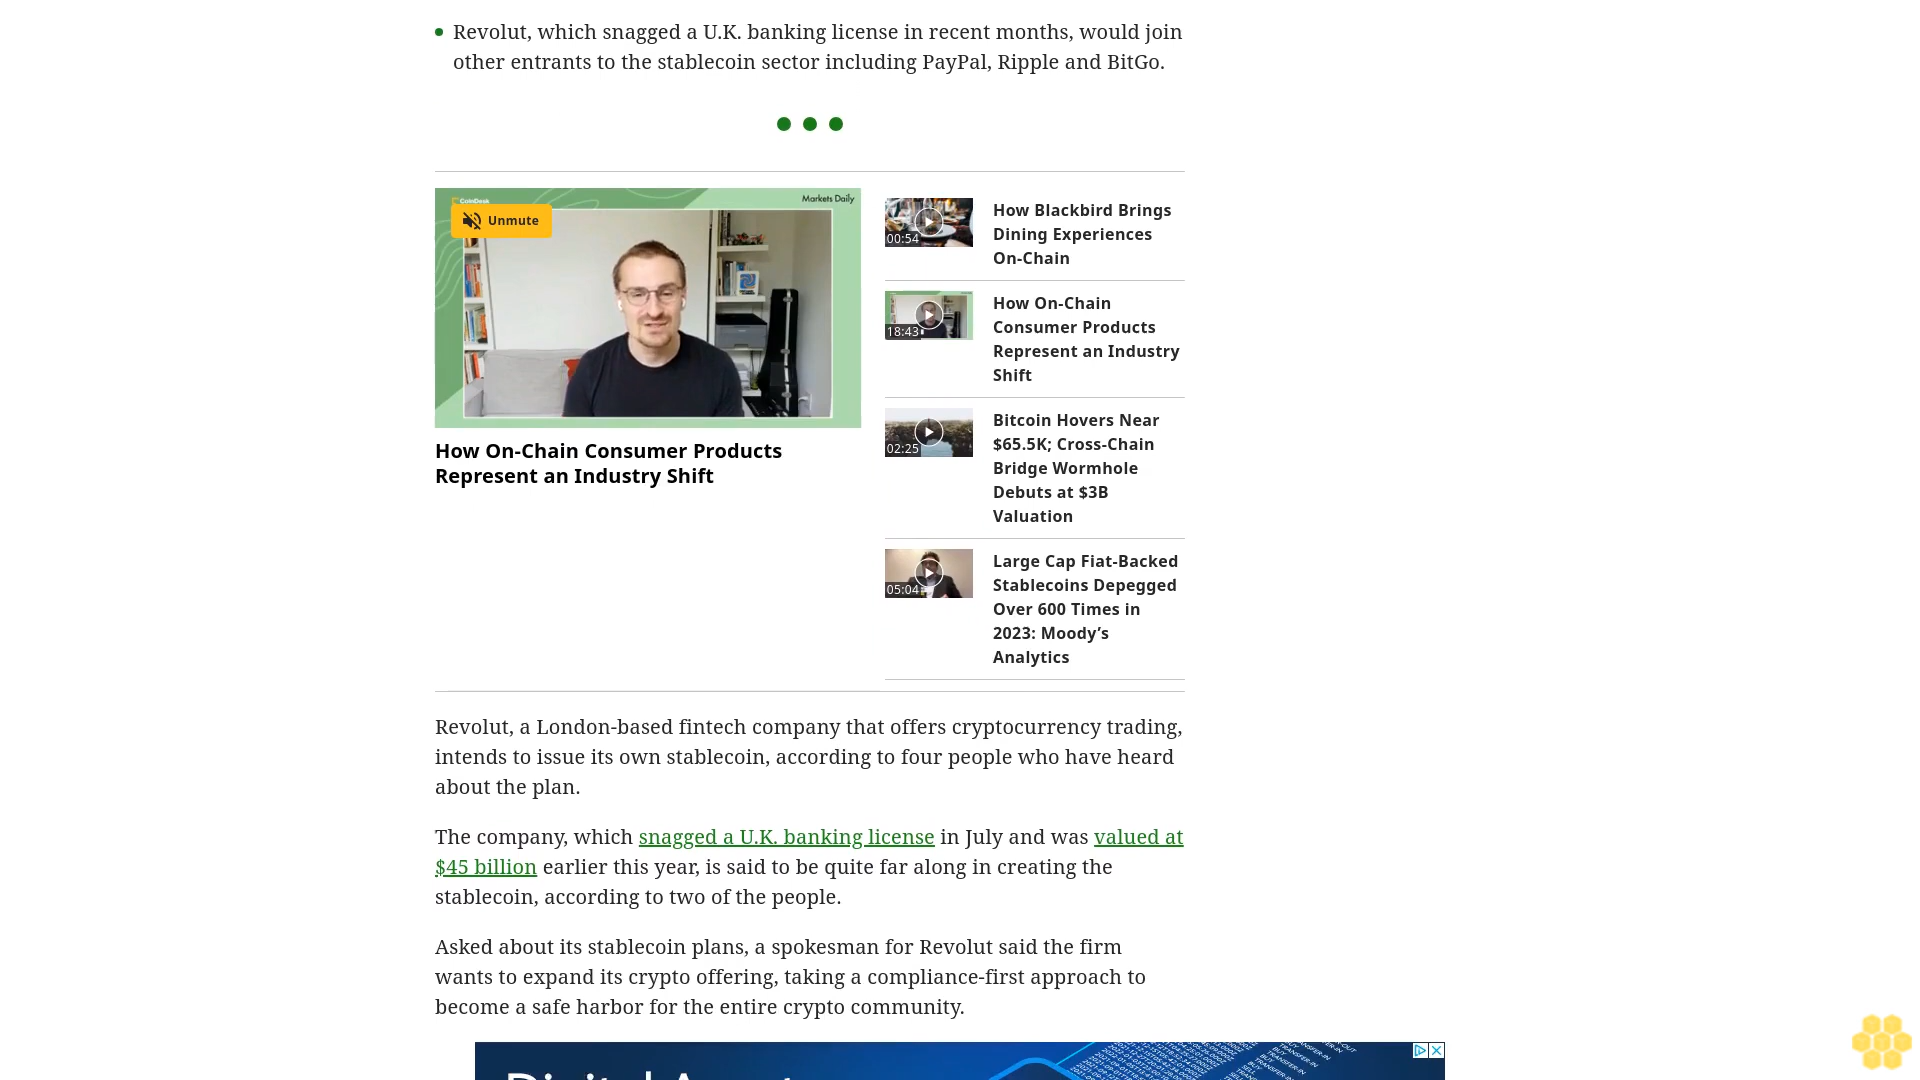 Revolut, which snagged a U.K. banking license in recent months, would join
other entrants to the stablecoin sector including PayPal, Ripple and BitGo.
CoinDesk
Markets Daily
Unmute
How On-Chain Consumer Products
Represent an Industry Shift
00:54
How Blackbird Brings
Dining Experiences
On-Chain
18:43
How On-Chain
Consumer Products
Represent an Industry
Shift
02:25
Bitcoin Hovers Near
$65.5K; Cross-Chain
Bridge Wormhole
Debuts at $3B
Valuation
05:04
Large Cap Fiat-Backed
Stablecoins Depegged
Over 600 Times in
2023: Moody’s
Analytics
Revolut, a London-based fintech company that offers cryptocurrency trading,
intends to issue its own stablecoin, according to four people who have heard
about the plan.
The company, which snagged a U.K. banking license in July and was valued at
$45 billion earlier this year, is said to be quite far along in creating the
stablecoin, according to two of the people.
Asked about its stablecoin plans, a spokesman for Revolut said the firm
wants to expand its crypto offering, taking a compliance-first approach to
become a safe harbor for the entire crypto community.